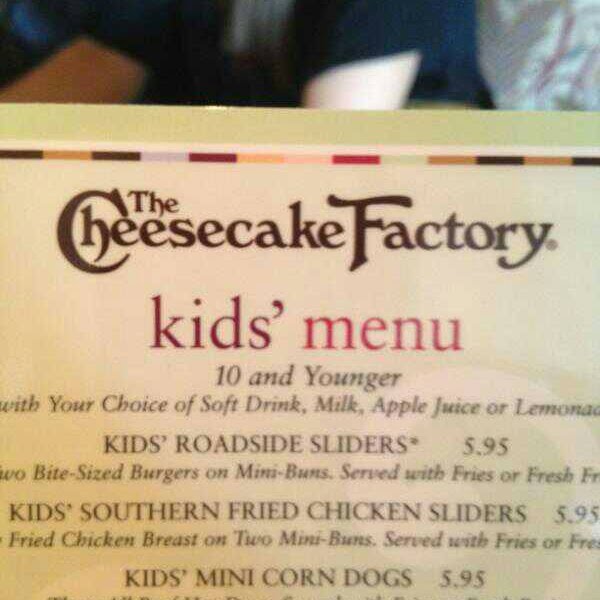 The
Cheesecake Factory®
kids' menu
10 and Younger
with Your Choice of Soft Drink, Milk, Apple Juice or
KIDS' ROADSIDE SLIDERS* 5.95
Bite-Sized Burgers on Mini-Buns. Served with Fries or Fresh
KIDS' SOUTHERN FRIED CHICKEN SLIDERS 5.95
Fried Chicken Breast on Two Mini-Buns. Served with Fries or
KIDS' MINI CORN DOGS 5.95